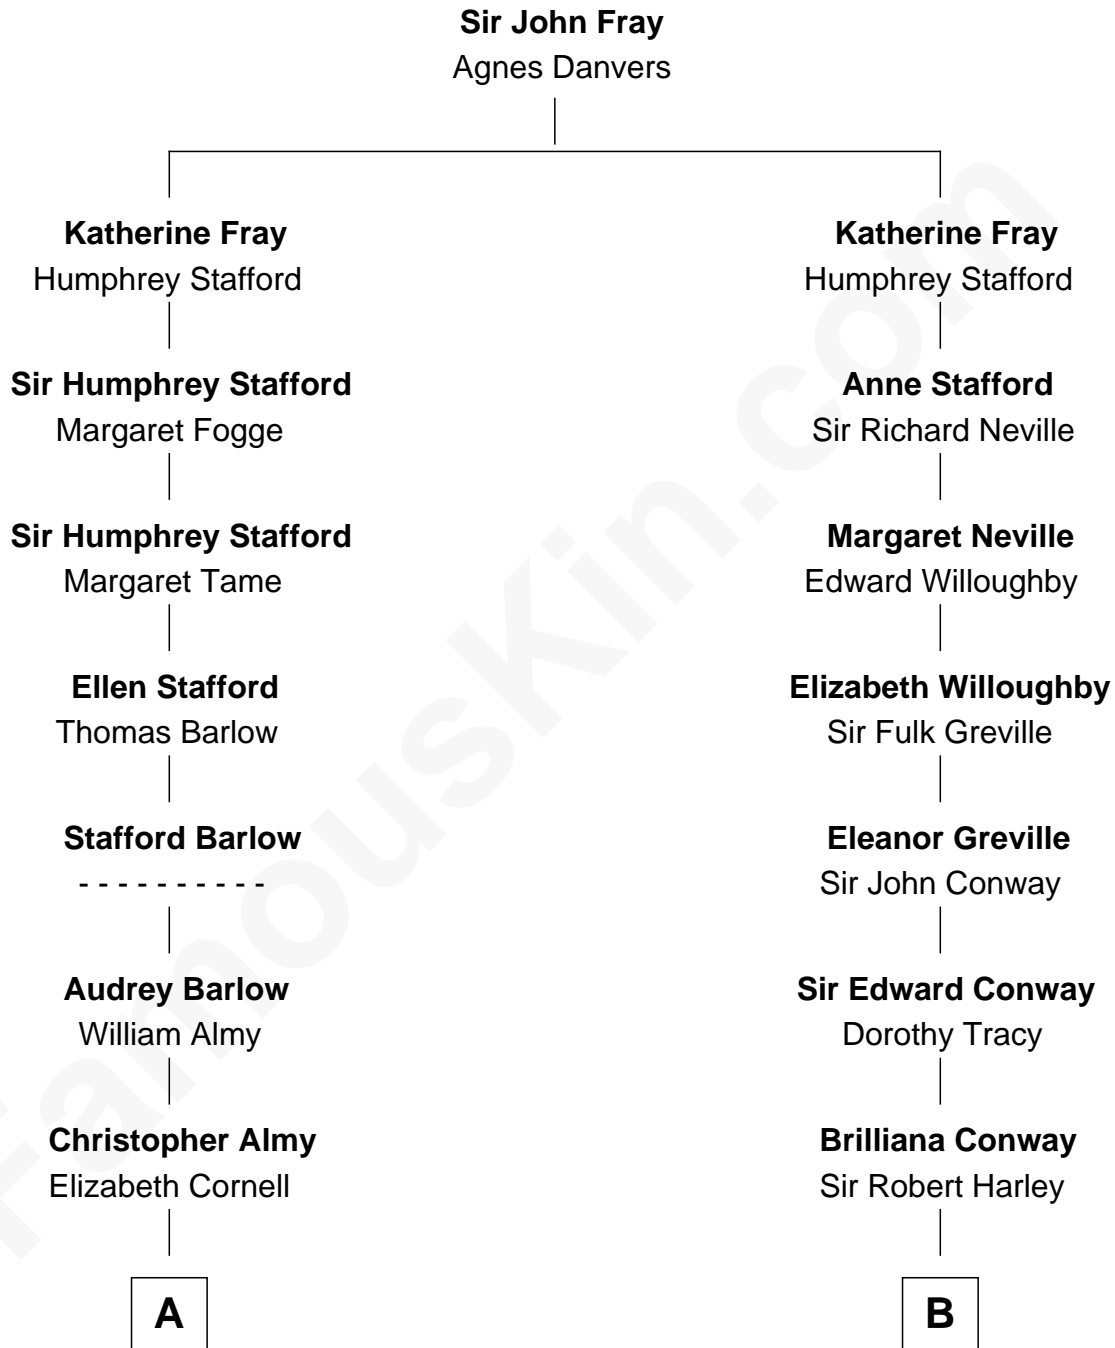 Sir John Fray
Agnes Danvers
Katherine Fray
Humphrey Stafford
Katherine Fray
Humphrey Stafford
Sir Humphrey Stafford
Margaret Fogge
Anne Stafford
Sir Richard Neville
Sir Humphrey Stafford
Margaret Tame
Margaret Neville
Edward Willoughby
Ellen Stafford
Thomas Barlow
Elizabeth Willoughby
Sir Fulk Greville
Stafford Barlow
- - - - - - - - - -
Eleanor Greville
Sir John Conway
Audrey Barlow
William Almy
Sir Edward Conway
Dorothy Tracy
Christopher Almy
Elizabeth Cornell
Brilliana Conway
Sir Robert Harley
A
B
FamousKin.com